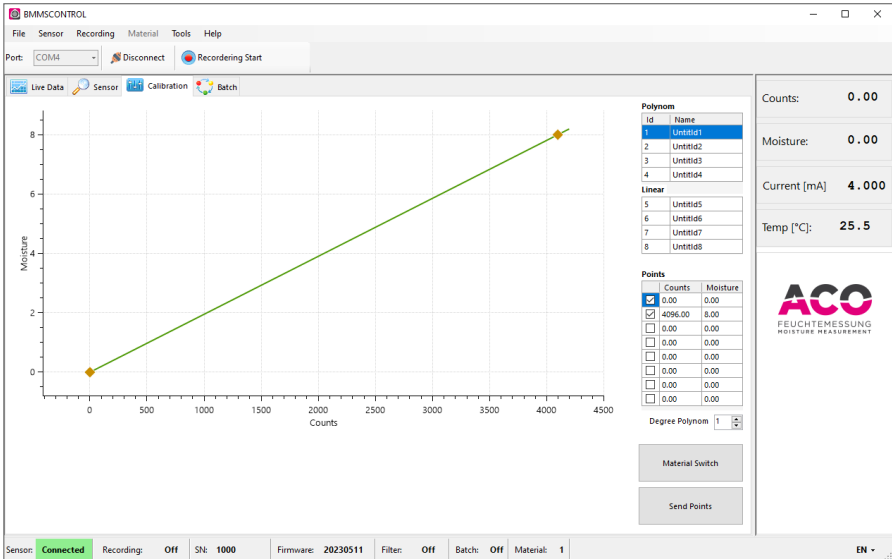 BMMSCONTROL
File Sensor Recording Material Tools Help
Port: COM4 Disconnect Recordering Start
Live Data Sensor Calibration Batch
Polynom
Id Name
1 Untitld1
2 Untitld2
3 Untitld3
4 Untitld4
Linear
5 Untitld5
6 Untitld6
7 Untitld7
8 Untitld8
Points
Counts Moisture
0.00 0.00
4096.00 8.00
0.00 0.00
0.00 0.00
0.00 0.00
0.00 0.00
0.00 0.00
0.00 0.00
Degree Polynom 1
Material Switch
Send Points
Moisture
8
6
4
2
0
0 500 1000 1500 2000 2500 3000 3500 4000 4500
Counts
Counts: 0.00
Moisture: 0.00
Current [mA] 4.000
Temp [°C]: 25.5
ACO
FEUCHTEMESSUNG
MOISTURE MEASUREMENT
Sensor: Connected Recording: Off SN: 1000 Firmware: 20230511 Filter: Off Batch: Off Material: 1 EN